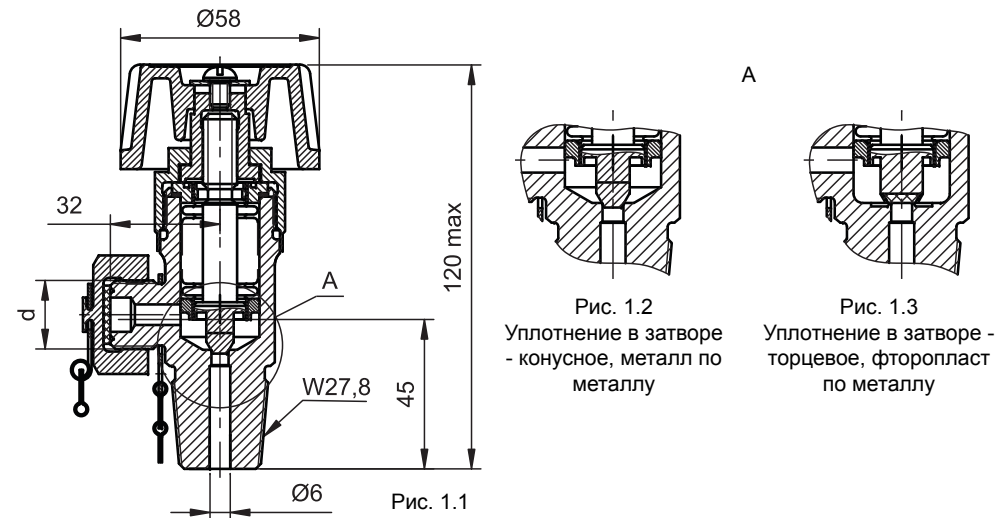 Ø58
32
d
A
120 max
45
W27,8
Ø6
Рис. 1.1
А
Рис. 1.2
Уплотнение в затворе
- конусное, металл по
металлу
Рис. 1.3
Уплотнение в затворе -
торцевое, фторопласт
по металлу